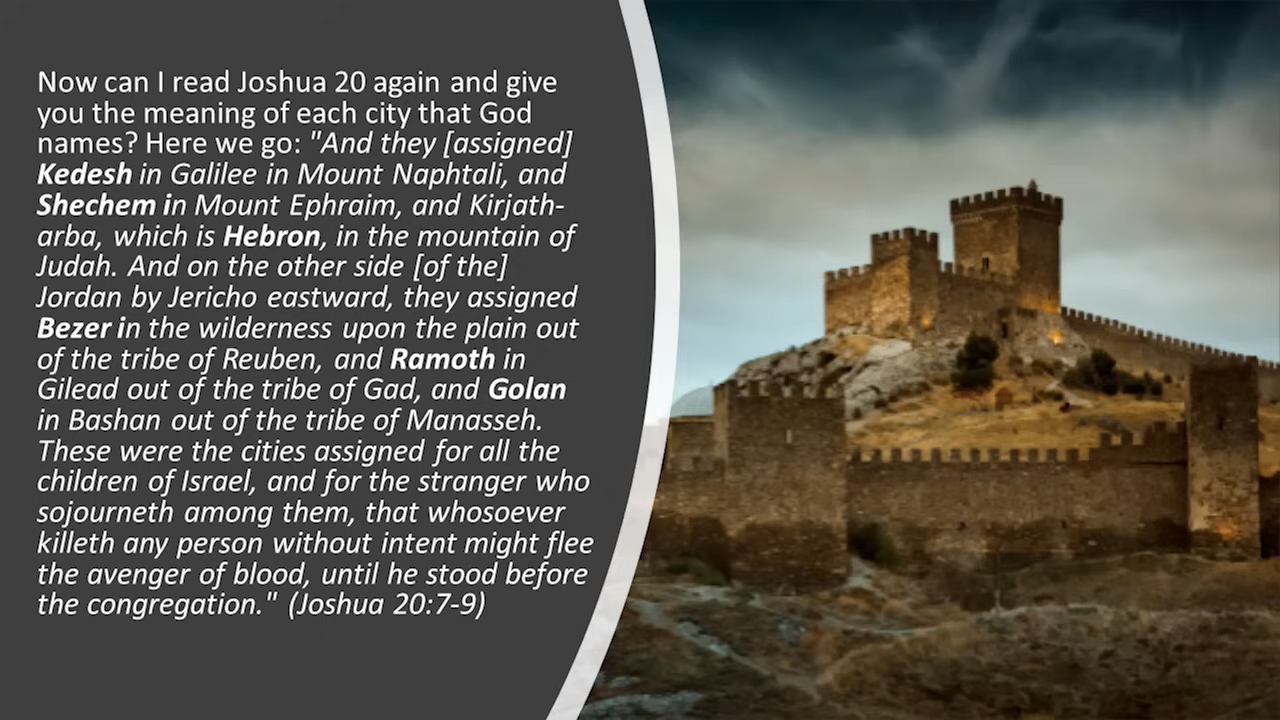 Now can I read Joshua 20 again and give
you the meaning of each city that God
names? Here we go: "And they [assigned]
Kedesh in Galilee in Mount Naphtali, and
Shechem in Mount Ephraim, and Kirjath-
arba, which is Hebron, in the mountain of
Judah. And on the other side [of the]
Jordan by Jericho eastward, they assigned
Bezer in the wilderness upon the plain out
of the tribe of Reuben, and Ramoth in
Gilead out of the tribe of Gad, and Golan
in Bashan out of the tribe of Manasseh.
These were the cities assigned for all the
children of Israel, and for the stranger who
sojourneth among them, that whosoever
killeth any person without intent might flee
the avenger of blood, until he stood before
the congregation." (Joshua 20:7-9)